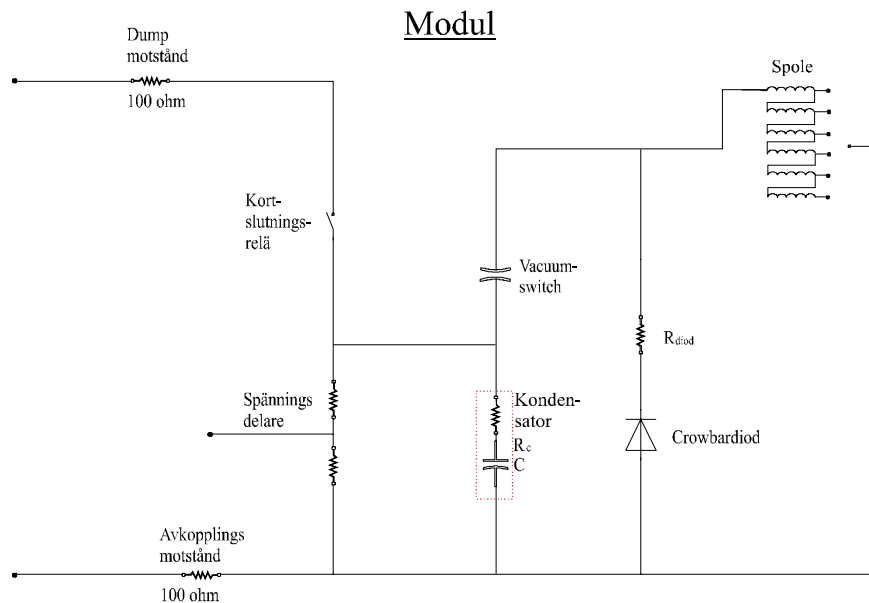 Modul
Dump
motstånd
100 ohm
Spole
Kort-
slutnings-
relä
Vacuum-
switch
R diod
Spännings
delare
Konden-
sator
R c
C
Crowbardiod
Avkopplings
motstånd
100 ohm